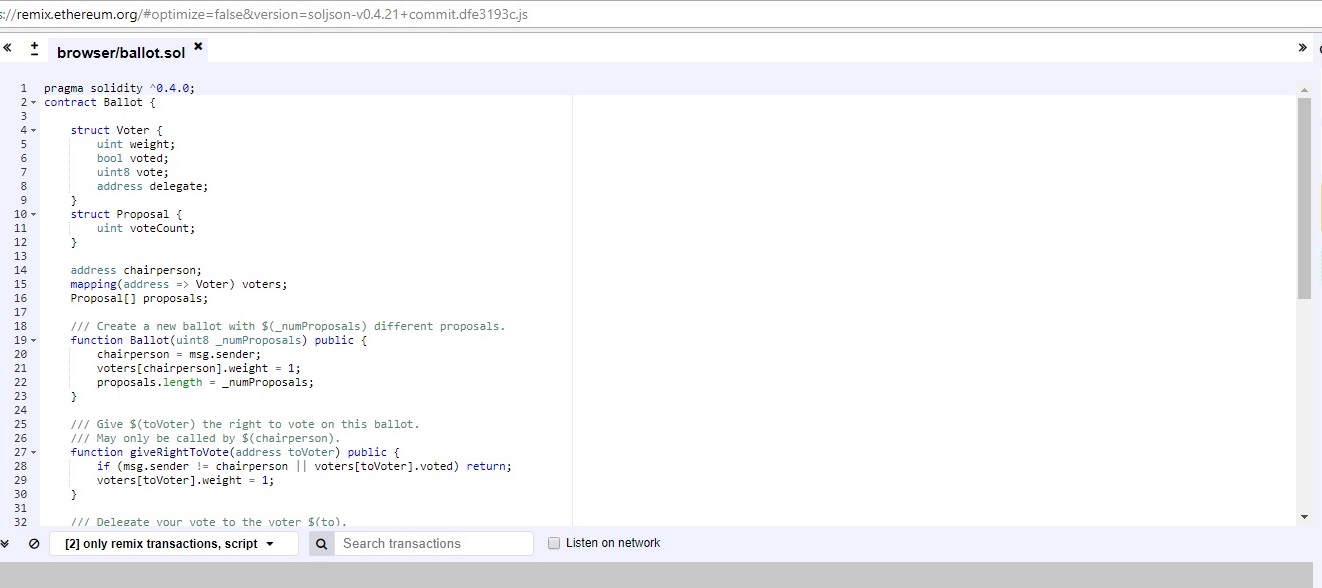 s://remix.ethereum.org/#optimize=false&version=soljson-v0.4.21+commit.dfe3193c.js
« ± browser/ballot.sol ✖ »
1 pragma solidity ^0.4.0;
2 contract Ballot {
3
4 struct Voter {
5 uint weight;
6 bool voted;
7 uint8 vote;
8 address delegate;
9 }
10 struct Proposal {
11 uint voteCount;
12 }
13
14 address chairperson;
15 mapping(address => Voter) voters;
16 Proposal[] proposals;
17
18 /// Create a new ballot with $(_numProposals) different proposals.
19 function Ballot(uint8 _numProposals) public {
20 chairperson = msg.sender;
21 voters[chairperson].weight = 1;
22 proposals.length = _numProposals;
23 }
24
25 /// Give $(toVoter) the right to vote on this ballot.
26 /// May only be called by $(chairperson).
27 function giveRightToVote(address toVoter) public {
28 if (msg.sender != chairperson || voters[toVoter].voted) return;
29 voters[toVoter].weight = 1;
30 }
31
32 /// Delegate your vote to the voter $(to).
[2] only remix transactions, script Search transactions Listen on network